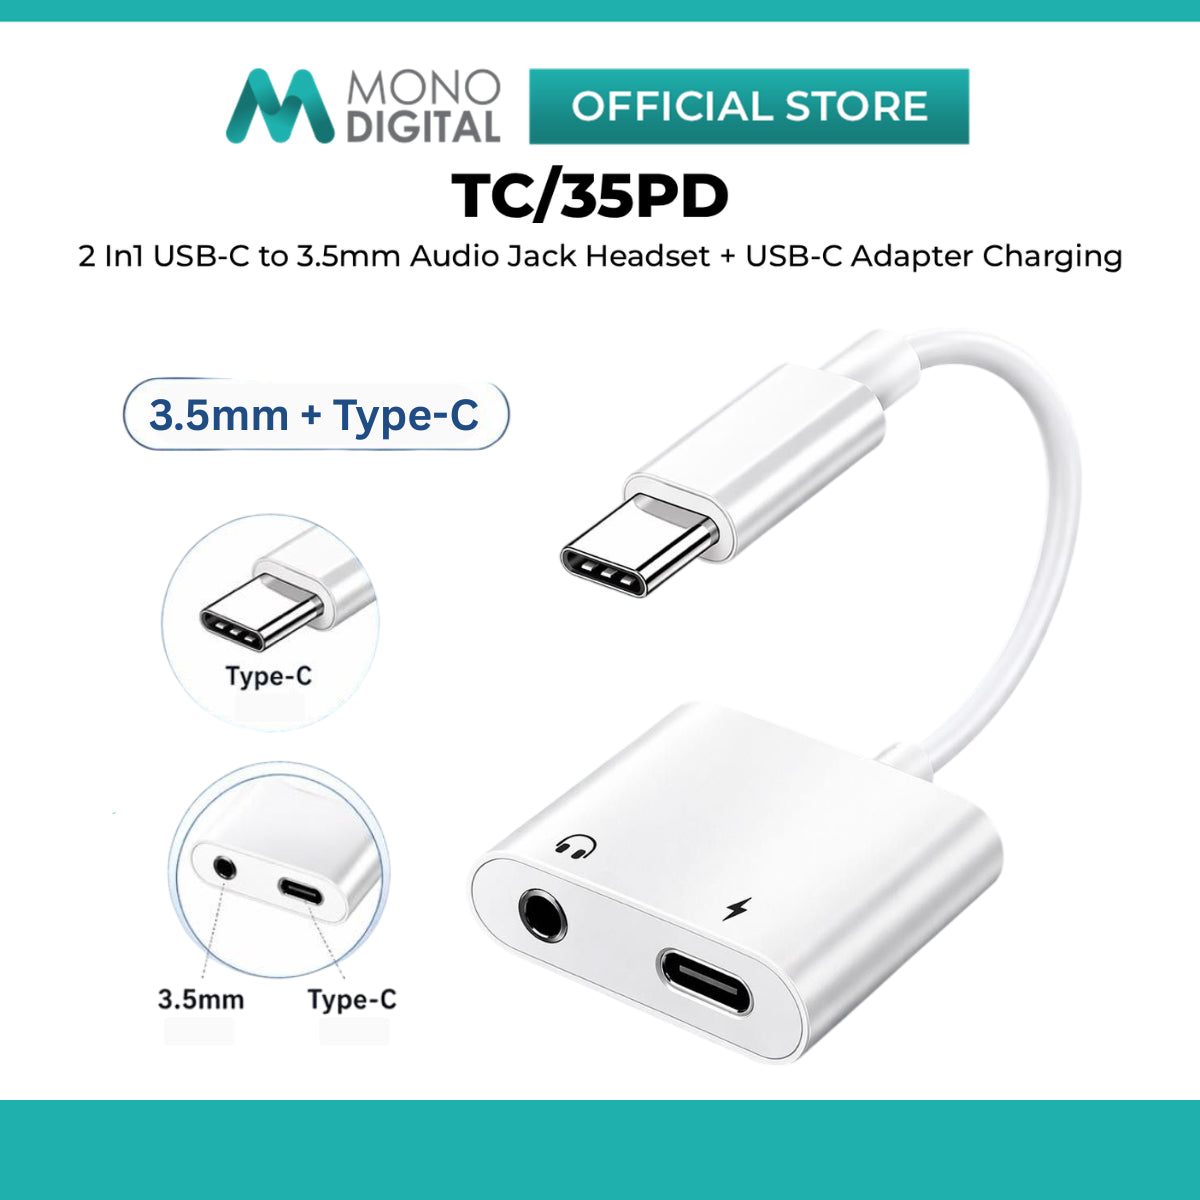 MONO
DIGITAL
OFFICIAL STORE
TC/35PD
2 In1 USB-C to 3.5mm Audio Jack Headset + USB-C Adapter Charging
3.5mm + Type-C
Type-C
3.5mm
Type-C